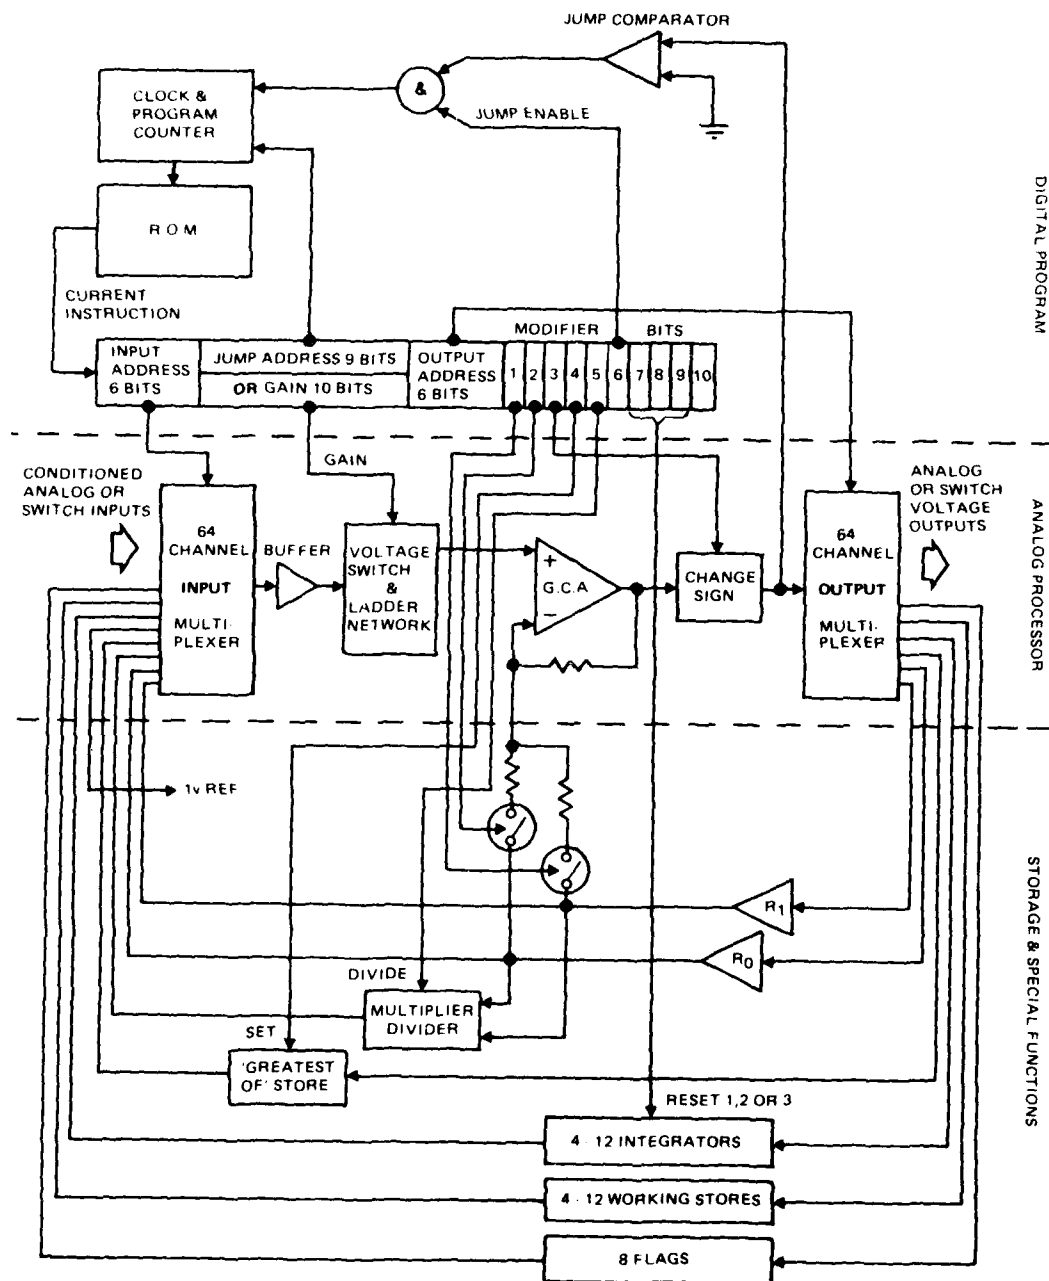 JUMP COMPARATOR
CLOCK &
PROGRAM
COUNTER
&
JUMP ENABLE
R O M
CURRENT
INSTRUCTION
DIGITAL PROGRAM
MODIFIER BITS
INPUT
ADDRESS
6 BITS
JUMP ADDRESS 9 BITS
OR GAIN 10 BITS
OUTPUT
ADDRESS
6 BITS
1 2 3 4 5 6 7 8 9 10
CONDITIONED
ANALOG OR
SWITCH INPUTS
GAIN
ANALOG
OR SWITCH
VOLTAGE
OUTPUTS
64
CHANNEL
INPUT
MULTI-
PLEXER
BUFFER
VOLTAGE
SWITCH
&
LADDER
NETWORK
+
G.C.A
−
CHANGE
SIGN
64
CHANNEL
OUTPUT
MULTI-
PLEXER
ANALOG PROCESSOR
1v REF
R1
R0
DIVIDE
MULTIPLIER
DIVIDER
SET
'GREATEST
OF' STORE
RESET 1,2 OR 3
4 - 12 INTEGRATORS
4 - 12 WORKING STORES
8 FLAGS
STORAGE & SPECIAL FUNCTIONS